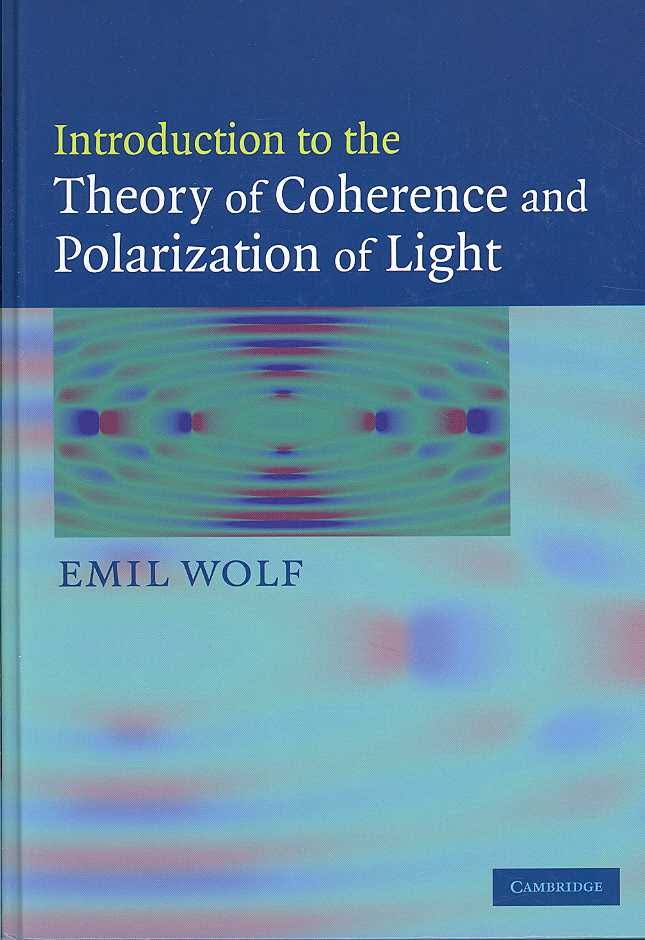 Introduction to the
Theory of Coherence and
Polarization of Light
EMIL WOLF
CAMBRIDGE